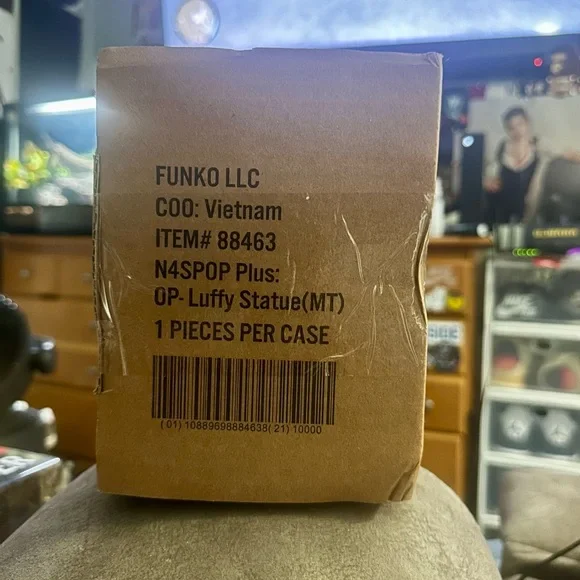 FUNKO LLC
COO: Vietnam
ITEM# 88463
N4SPOP Plus:
OP- Luffy Statue(MT)
1 PIECES PER CASE
(01) 10889698884638(21) 10000